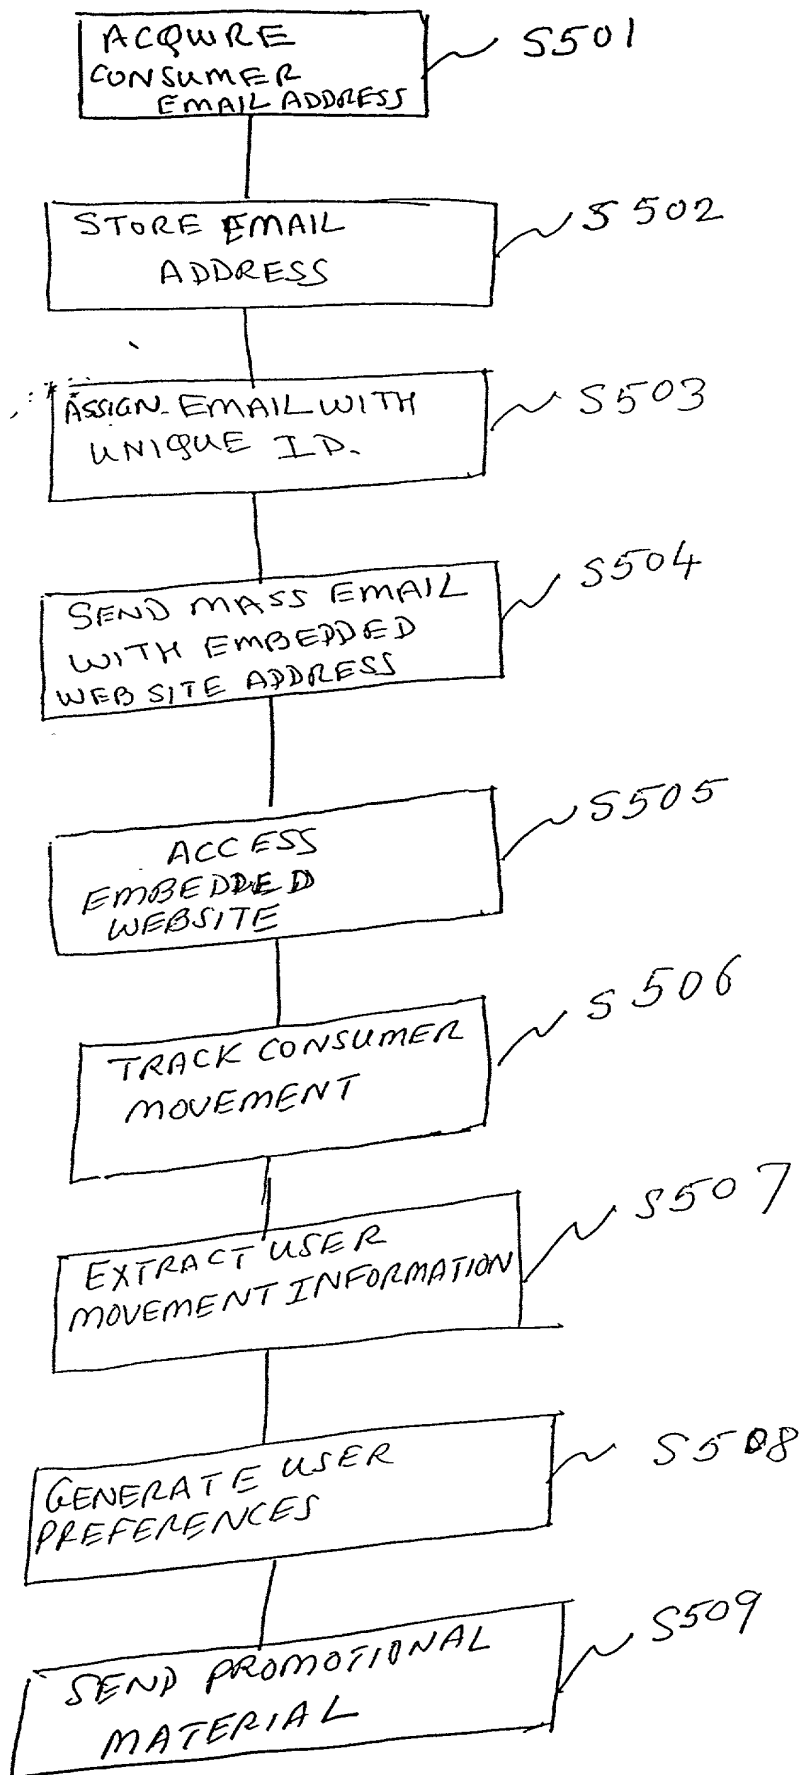 ACQUIRE
CONSUMER
EMAIL ADDRESS
S501
STORE EMAIL
ADDRESS
S502
ASSIGN EMAIL WITH
UNIQUE I.D.
S503
SEND MASS EMAIL
WITH EMBEDDED
WEB SITE ADDRESS
S504
ACCESS
EMBEDDED
WEBSITE
S505
TRACK CONSUMER
MOVEMENT
S506
EXTRACT USER
MOVEMENT INFORMATION
S507
GENERATE USER
PREFERENCES
S508
SEND PROMOTIONAL
MATERIAL
S509